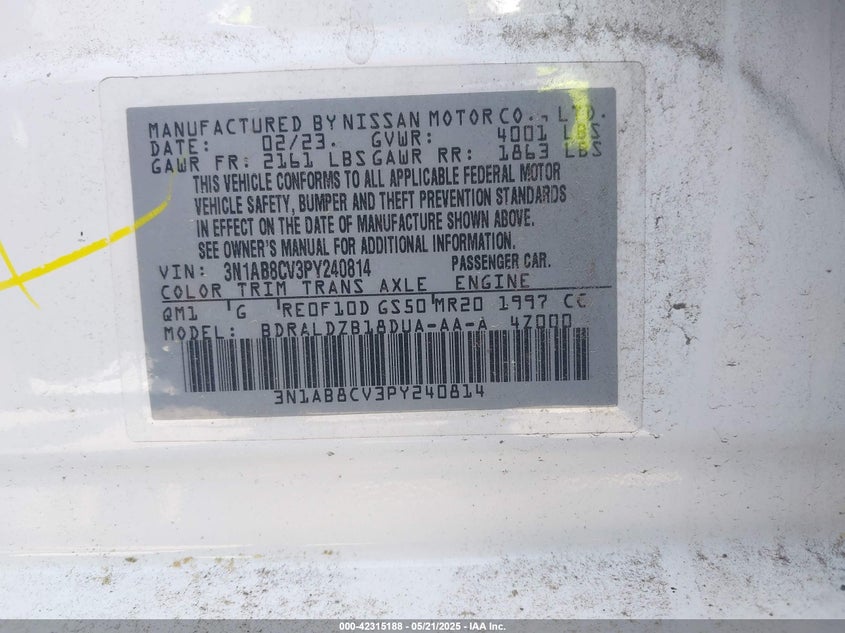 MANUFACTURED BY NISSAN MOTOR CO., LTD.
DATE: 02/23. GVWR: 4001 LBS
GAWR FR: 2161 LBS GAWR RR: 1863 LBS
THIS VEHICLE CONFORMS TO ALL APPLICABLE FEDERAL MOTOR
VEHICLE SAFETY, BUMPER AND THEFT PREVENTION STANDARDS
IN EFFECT ON THE DATE OF MANUFACTURE SHOWN ABOVE.
SEE OWNER'S MANUAL FOR ADDITIONAL INFORMATION.
VIN: 3N1AB8CV3PY240814 PASSENGER CAR.
COLOR TRIM TRANS AXLE ENGINE
QM1 G RE0F10D GS50 MR20 1997 CC
MODEL: BDRALDZB18DUA-AA-A 4Z000
3N1AB8CV3PY240814
000-42315188 - 05/21/2025 - IAA Inc.